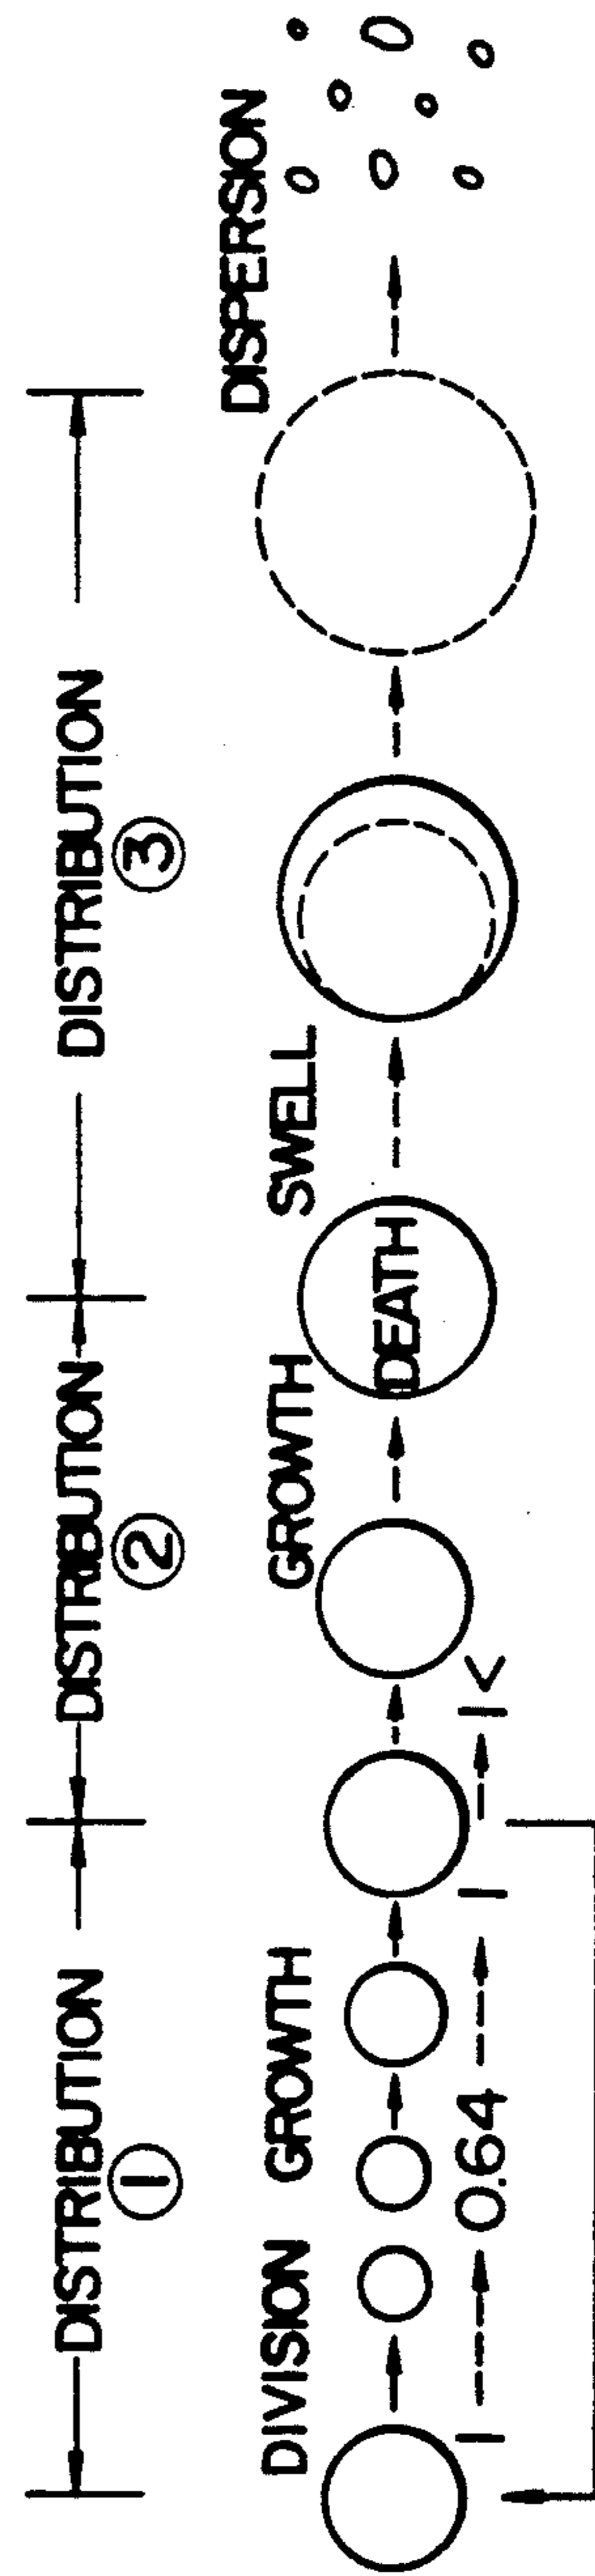 DISTRIBUTION DISTRIBUTION DISTRIBUTION
① ② ③
DIVISION GROWTH GROWTH SWELL DISPERSION
DEATH
1 0.64 1 1<